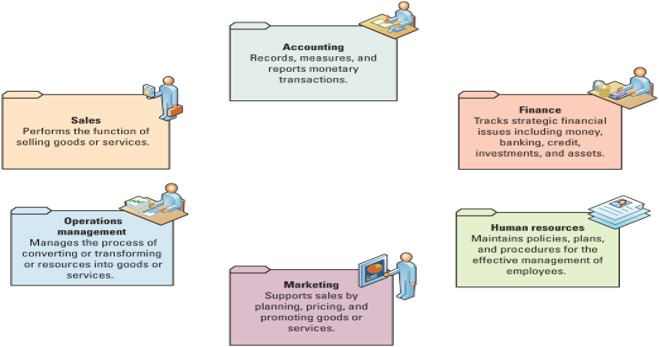 Accounting
Records, measures, and
reports monetary
transactions.
Sales
Performs the function of
selling goods or services.
Finance
Tracks strategic financial
issues including money,
banking, credit,
investments, and assets.
Operations
management
Manages the process of
converting or transforming
or resources into goods or
services.
Human resources
Maintains policies, plans,
and procedures for the
effective management of
employees.
Marketing
Supports sales by
planning, pricing, and
promoting goods or
services.